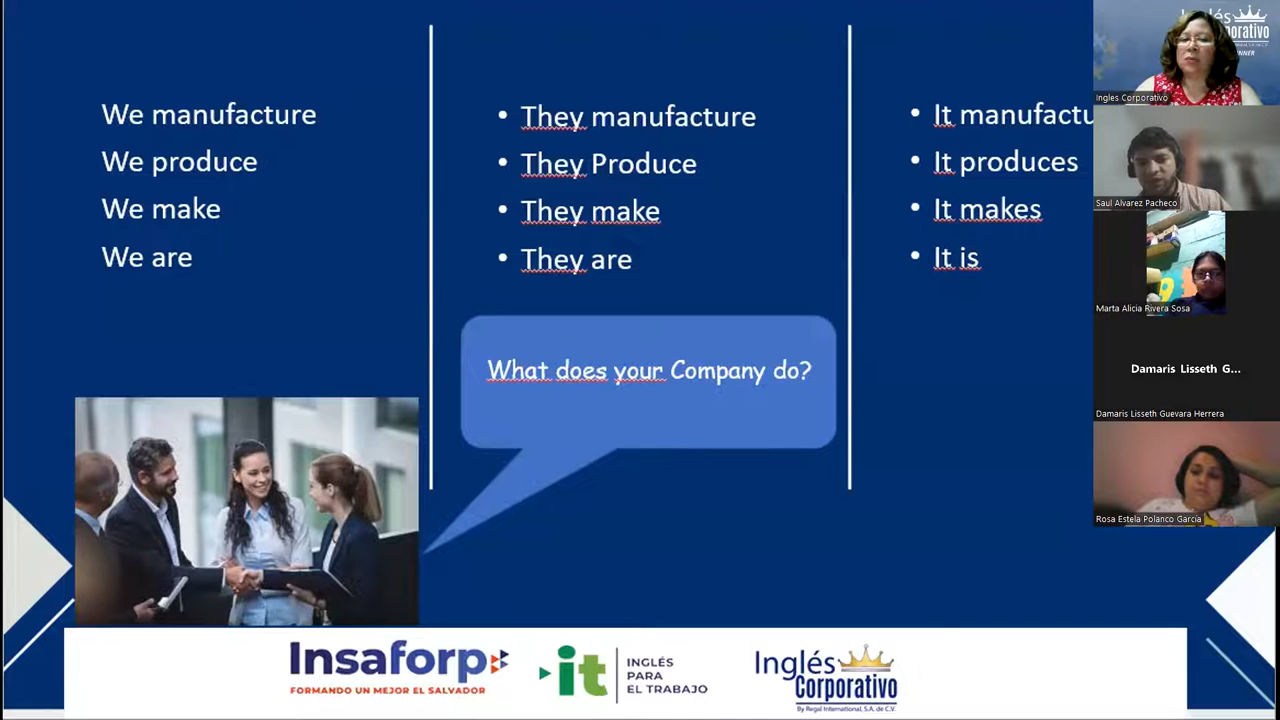 We manufacture
We produce
We make
We are
• They manufacture
• They Produce
• They make
• They are
• It manufactu
• It produces
• It makes
• It is
What does your Company do?
Insaforp
FORMANDO UN MEJOR EL SALVADOR
it
INGLÉS
PARA
EL TRABAJO
Inglés
Corporativo
By Regal International, S.A. de C.V.
Ingles Corporativo
Saul Alvarez Pacheco
Marta Alicia Rivera Sosa
Damaris Lisseth G...
Damaris Lisseth Guevara Herrera
Rosa Estela Polanco García